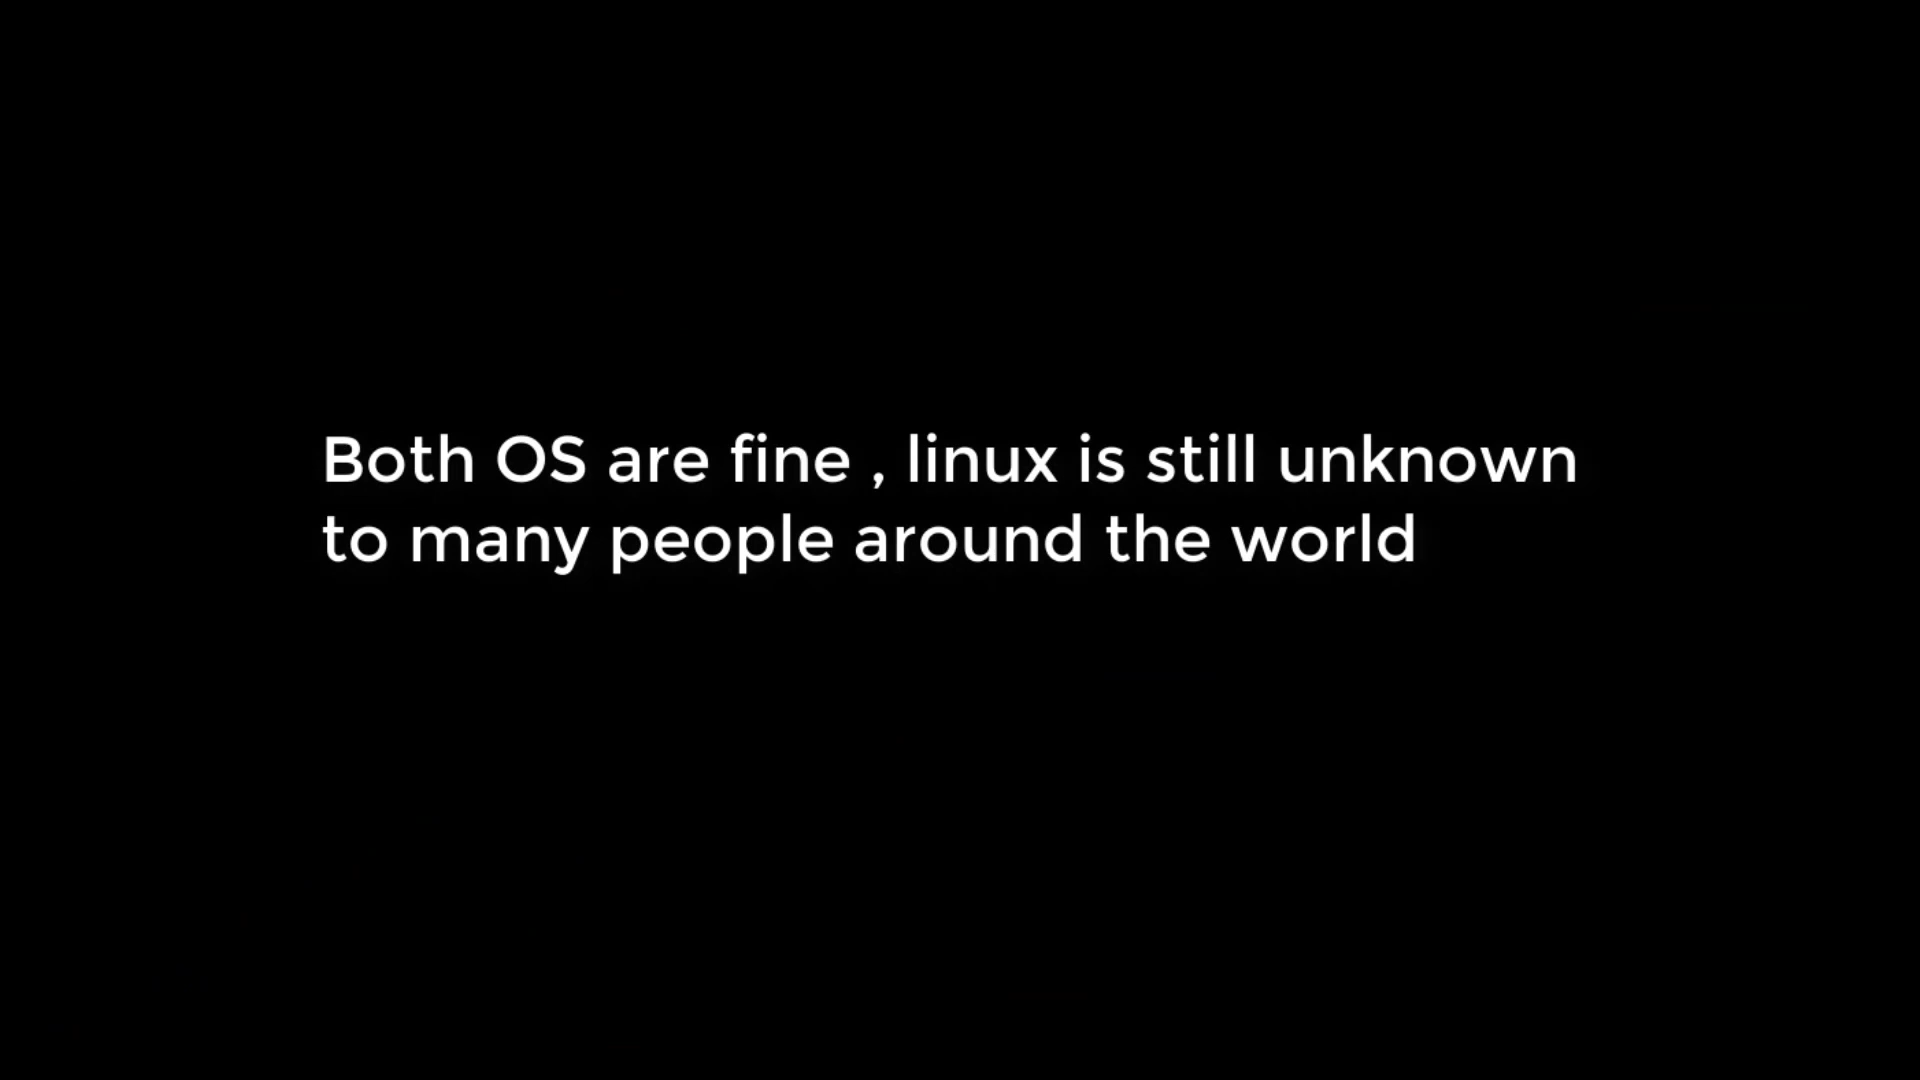 Both OS are fine , linux is still unknown
to many people around the world